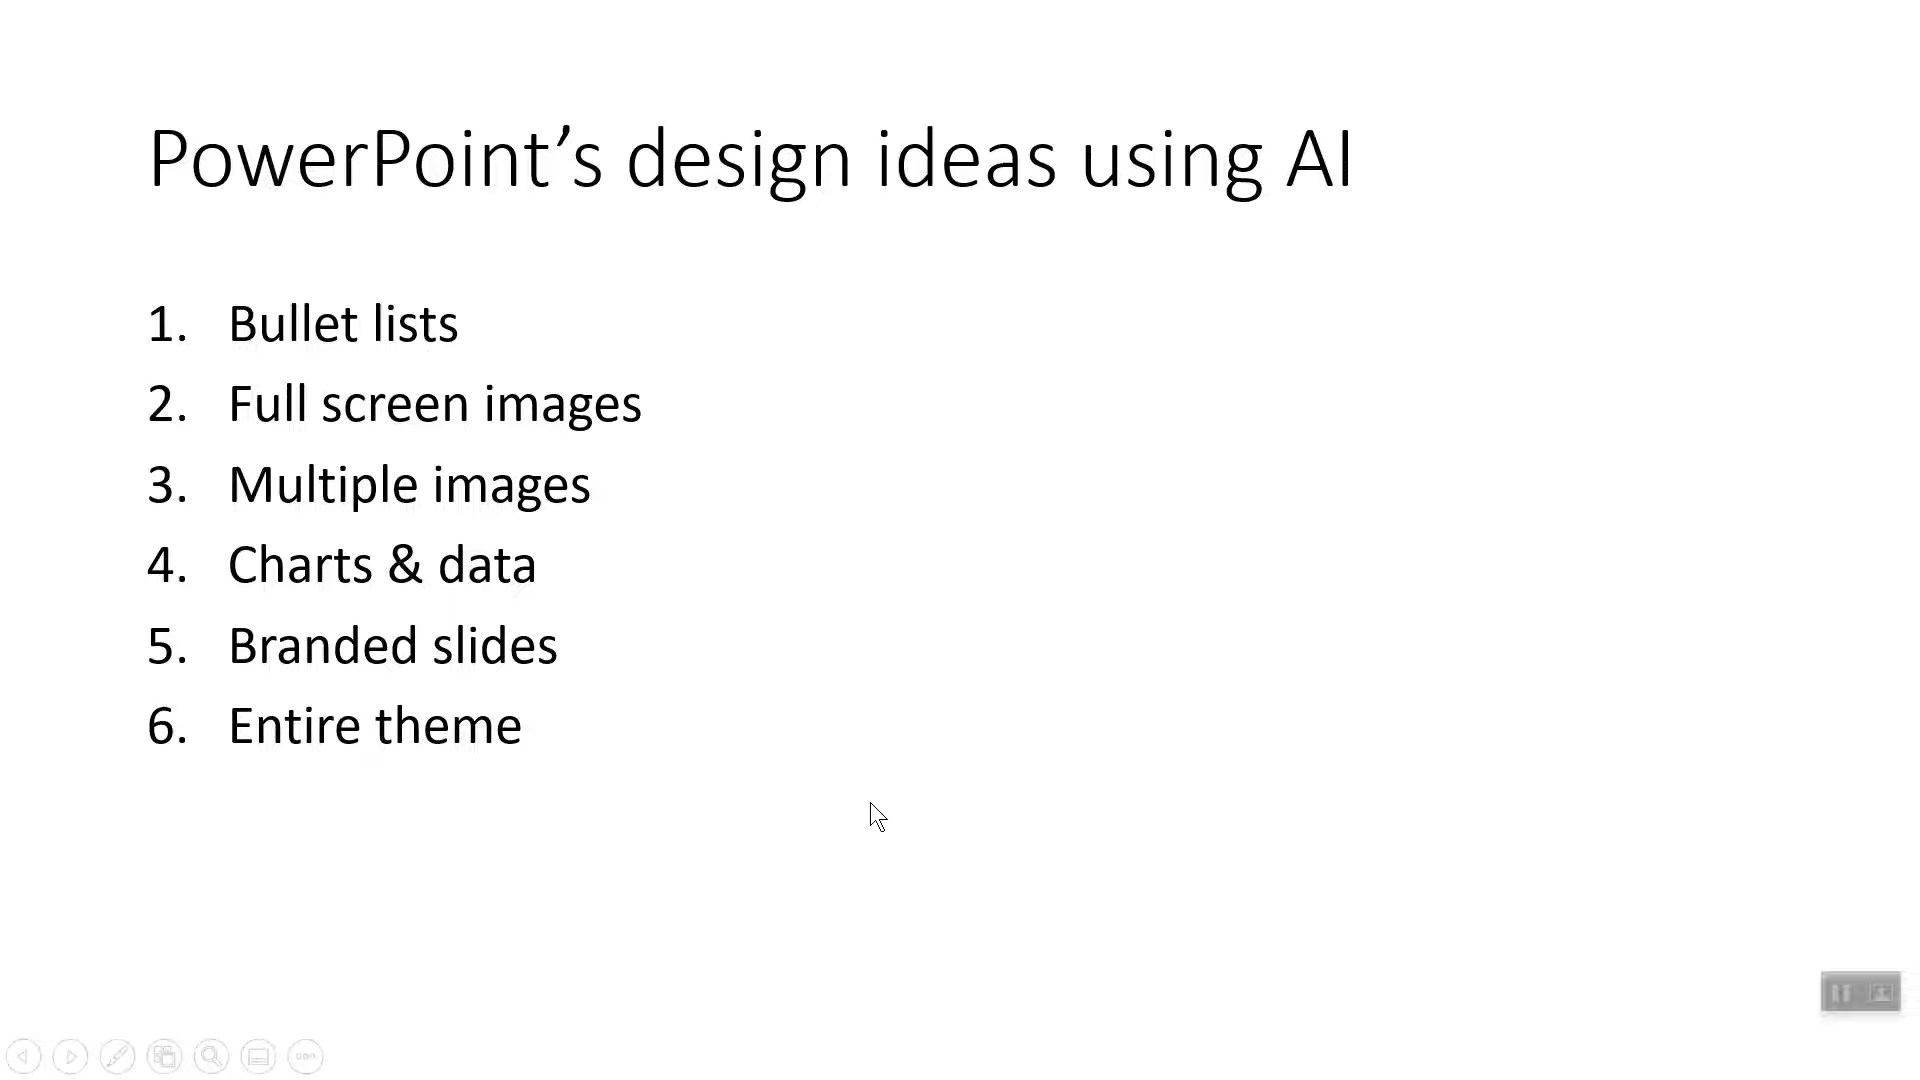 PowerPoint’s design ideas using AI
1. Bullet lists
2. Full screen images
3. Multiple images
4. Charts & data
5. Branded slides
6. Entire theme